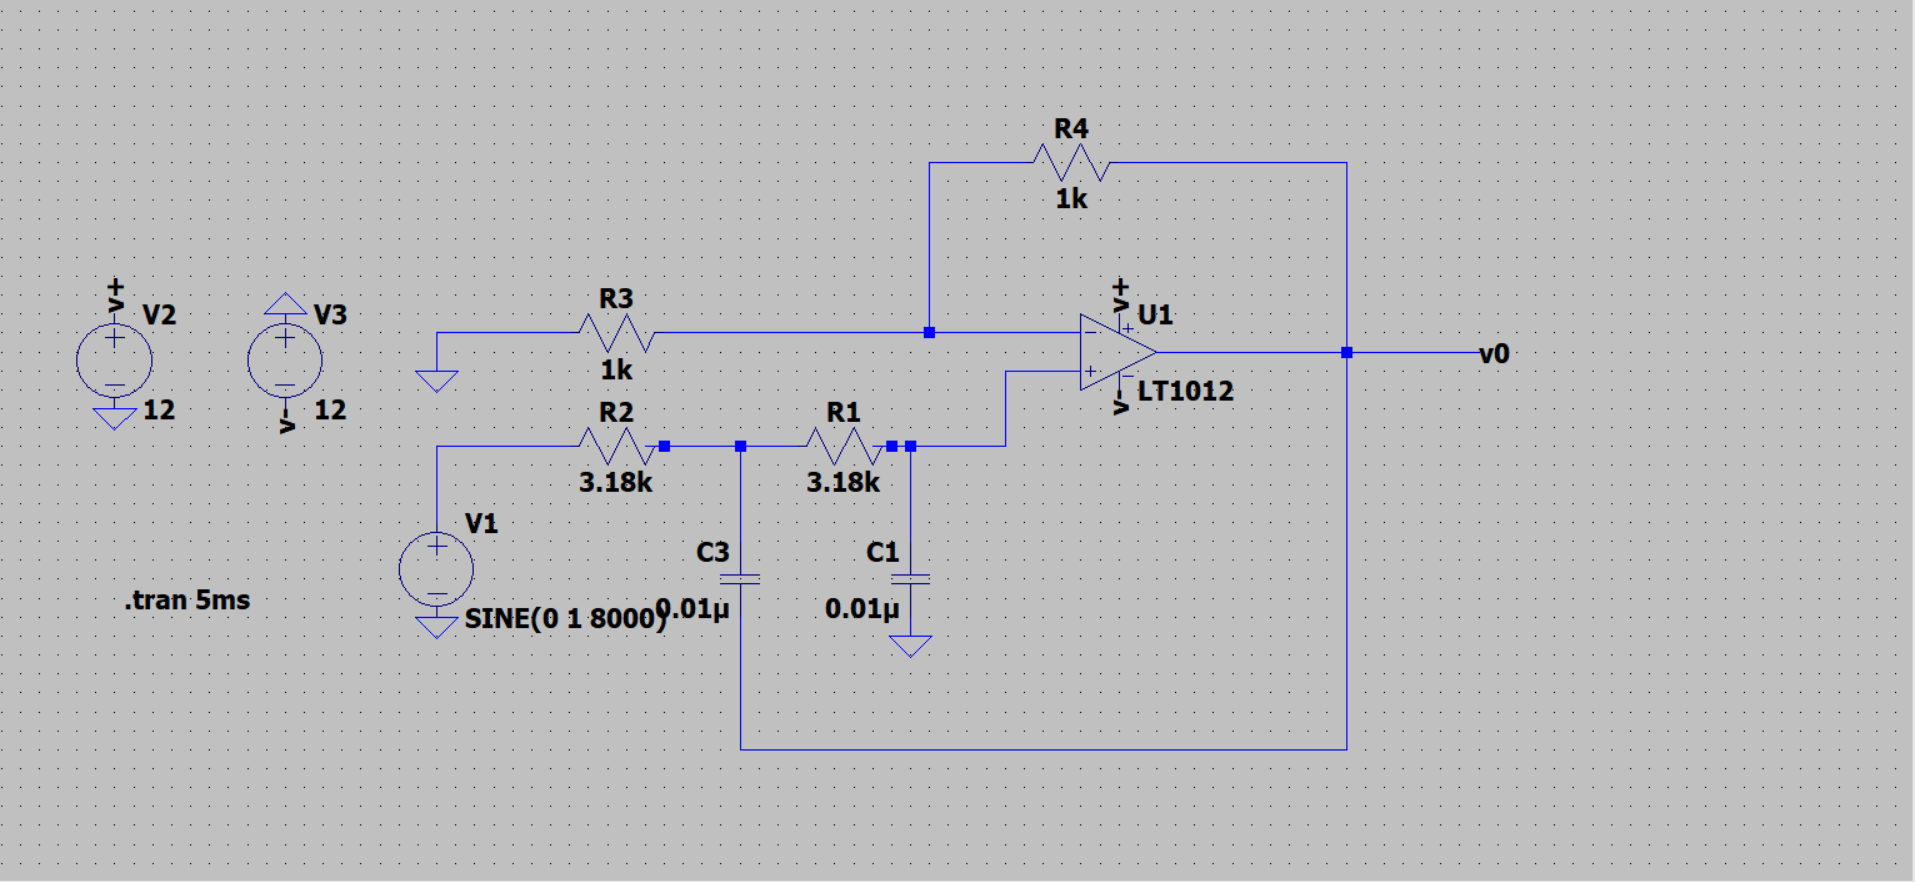 R4
1k
v+
V2
12
V3
v-
12
R3
1k
v+
U1
LT1012
v-
v0
R2
3.18k
R1
3.18k
V1
SINE(0 1 8000)
C3
0.01µ
C1
0.01µ
.tran 5ms